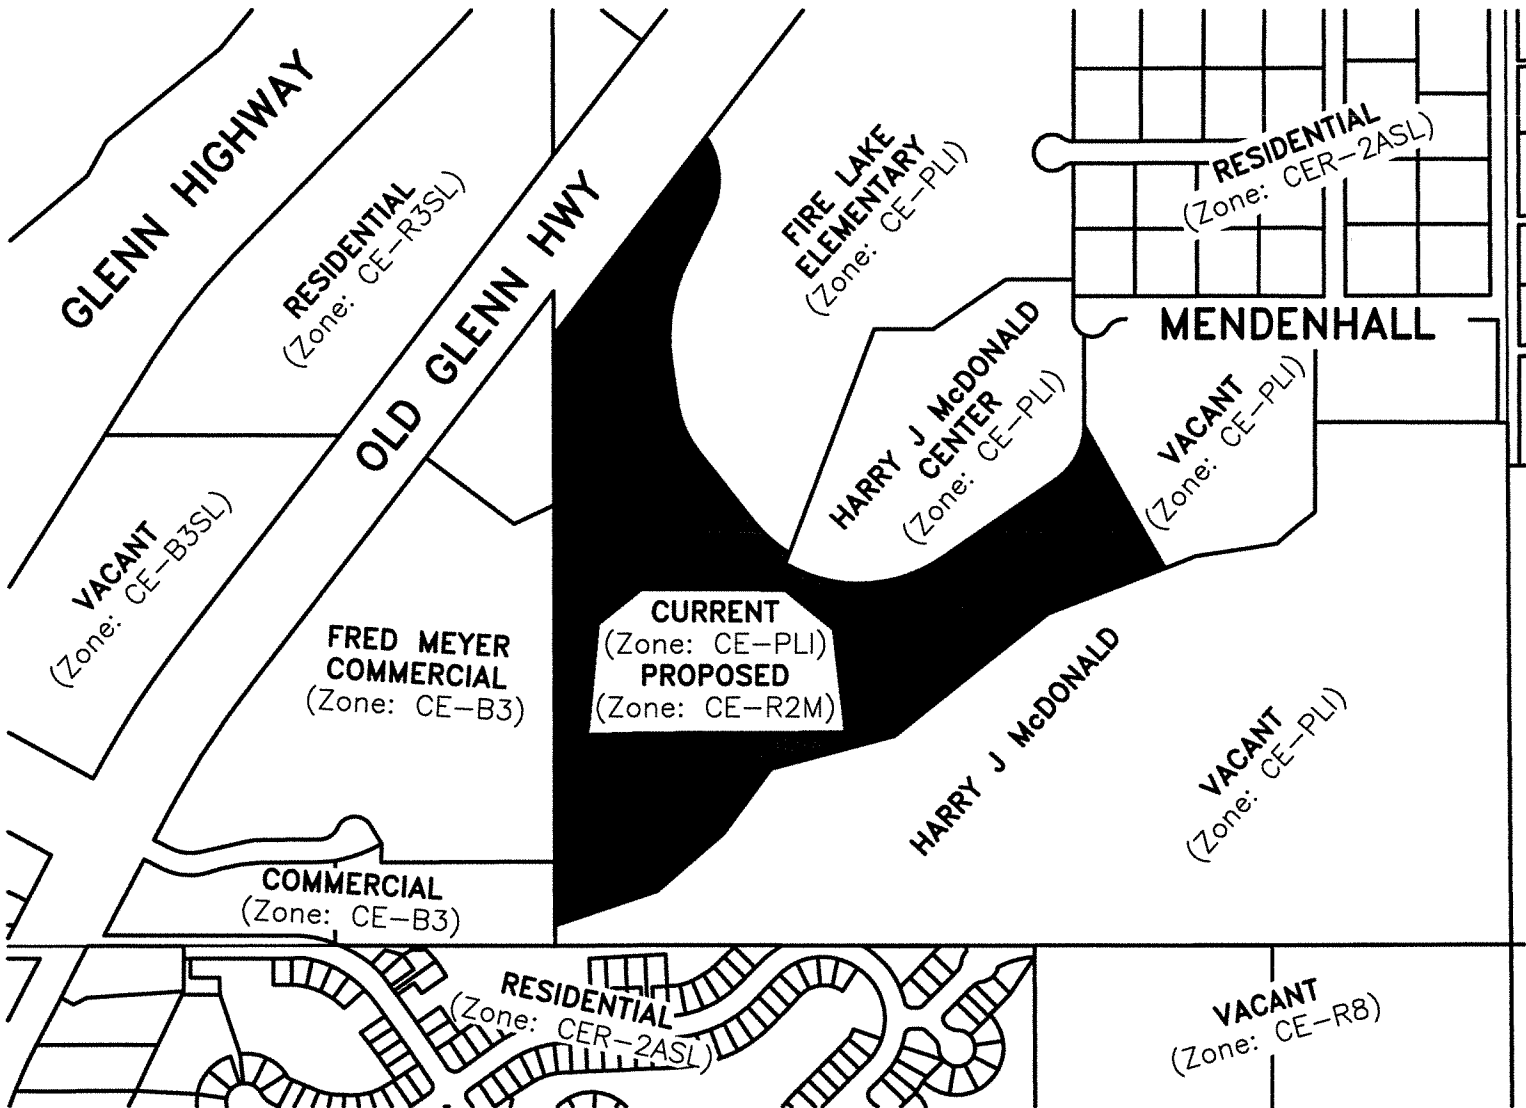 GLENN HIGHWAY
RESIDENTIAL
(Zone: CE-R3SL)
OLD GLENN HWY
FIRE LAKE
ELEMENTARY
(Zone: CE-PLI)
RESIDENTIAL
(Zone: CER-2ASL)
MENDENHALL
HARRY J McDONALD
CENTER
(Zone: CE-PLI)
VACANT
(Zone: CE-PLI)
VACANT
(Zone: CE-B3SL)
FRED MEYER
COMMERCIAL
(Zone: CE-B3)
CURRENT
(Zone: CE-PLI)
PROPOSED
(Zone: CE-R2M)
HARRY J McDONALD
VACANT
(Zone: CE-PLI)
COMMERCIAL
(Zone: CE-B3)
RESIDENTIAL
(Zone: CER-2ASL)
VACANT
(Zone: CE-R8)